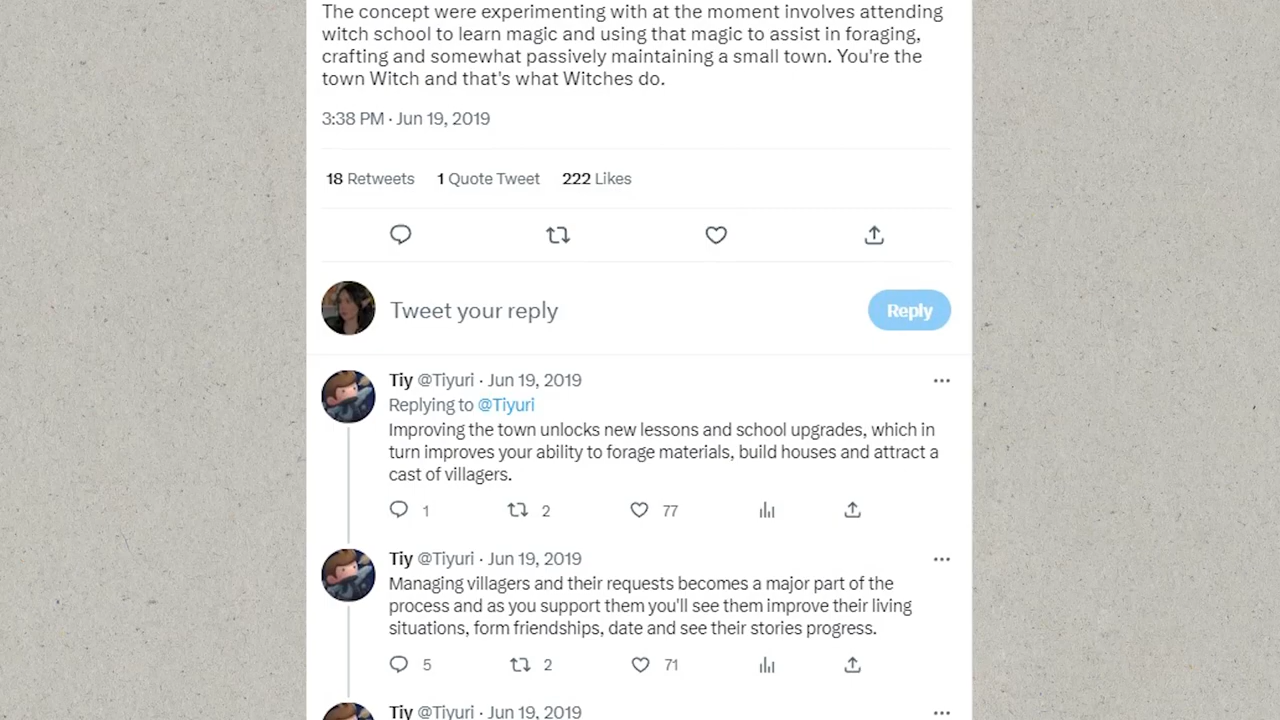 The concept were experimenting with at the moment involves attending
witch school to learn magic and using that magic to assist in foraging,
crafting and somewhat passively maintaining a small town. You're the
town Witch and that's what Witches do.
3:38 PM · Jun 19, 2019
18 Retweets 1 Quote Tweet 222 Likes
Tweet your reply
Reply
Tiy @Tiyuri · Jun 19, 2019
Replying to @Tiyuri
Improving the town unlocks new lessons and school upgrades, which in
turn improves your ability to forage materials, build houses and attract a
cast of villagers.
1 2 77
Tiy @Tiyuri · Jun 19, 2019
Managing villagers and their requests becomes a major part of the
process and as you support them you'll see them improve their living
situations, form friendships, date and see their stories progress.
5 2 71
Tiy @Tiyuri · Jun 19, 2019